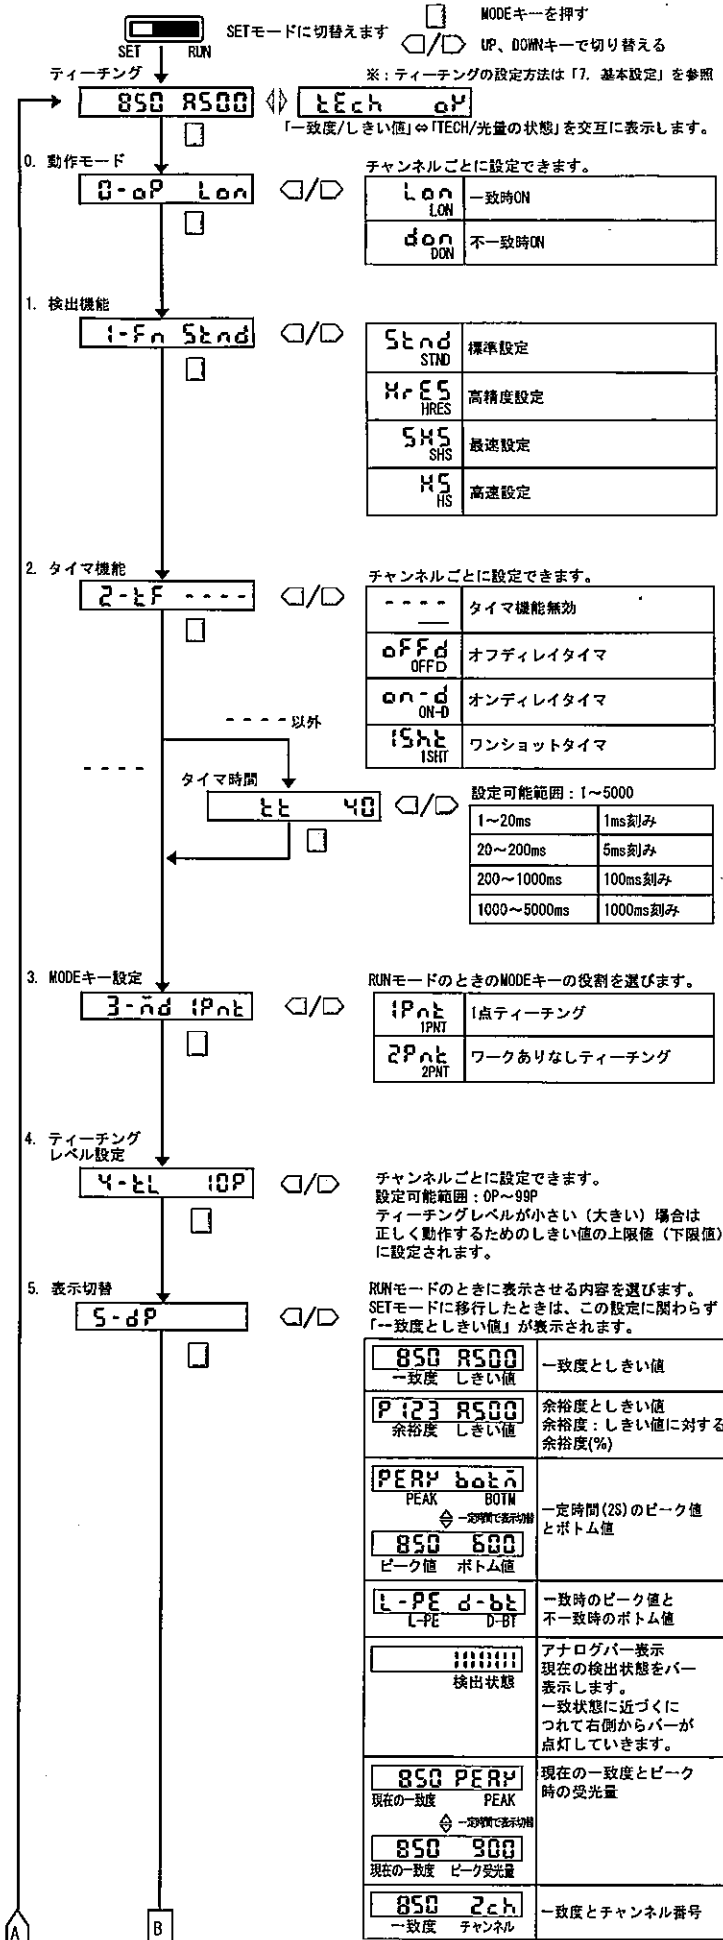 MODEキーを押す
SETモードに切替えます
UP、DOWNキーで切り替える
SET RUN
ティーチング
※：ティーチングの設定方法は「7. 基本設定」を参照
850 A500
tEch oK
「一致度/しきい値」⇔「TECH/光量の状態」を交互に表示します。
0. 動作モード
チャンネルごとに設定できます。
0-oP Lon
Lon
LON
一致時ON
don
DON
不一致時ON
1. 検出機能
1-Fn Stnd
Stnd
STND
標準設定
HrES
HRES
高精度設定
SHS
SHS
最速設定
HS
HS
高速設定
2. タイマ機能
チャンネルごとに設定できます。
2-tF ----
----
タイマ機能無効
oFFd
OFFD
オフディレイタイマ
on-d
ON-D
オンディレイタイマ
1Sht
1SHT
ワンショットタイマ
----以外
----
タイマ時間
tt 40
設定可能範囲：1～5000
1～20ms 1ms刻み
20～200ms 5ms刻み
200～1000ms 100ms刻み
1000～5000ms 1000ms刻み
3. MODEキー設定
RUNモードのときのMODEキーの役割を選びます。
3-md 1Pnt
1Pnt
1PNT
1点ティーチング
2Pnt
2PNT
ワークありなしティーチング
4. ティーチング
レベル設定
4-tL 10P
チャンネルごとに設定できます。
設定可能範囲：0P～99P
ティーチングレベルが小さい（大きい）場合は
正しく動作するためのしきい値の上限値（下限値）
に設定されます。
5. 表示切替
5-dP
RUNモードのときに表示させる内容を選びます。
SETモードに移行したときは、この設定に関わらず
「一致度としきい値」が表示されます。
850 A500
一致度 しきい値
一致度としきい値
P123 A500
余裕度 しきい値
余裕度としきい値
余裕度：しきい値に対する
余裕度(%)
PEAK botm
PEAK BOTM
一定時間で表示切替
850 600
ピーク値 ボトム値
一定時間(2S)のピーク値
とボトム値
L-PE d-bt
L-PE D-BT
一致時のピーク値と
不一致時のボトム値
検出状態
アナログバー表示
現在の検出状態をバー
表示します。
一致状態に近づくに
つれて右側からバーが
点灯していきます。
850 PEAK
現在の一致度 PEAK
一定時間で表示切替
850 900
現在の一致度 ピーク受光量
現在の一致度とピーク
時の受光量
850 2ch
一致度 チャンネル
一致度とチャンネル番号
A
B